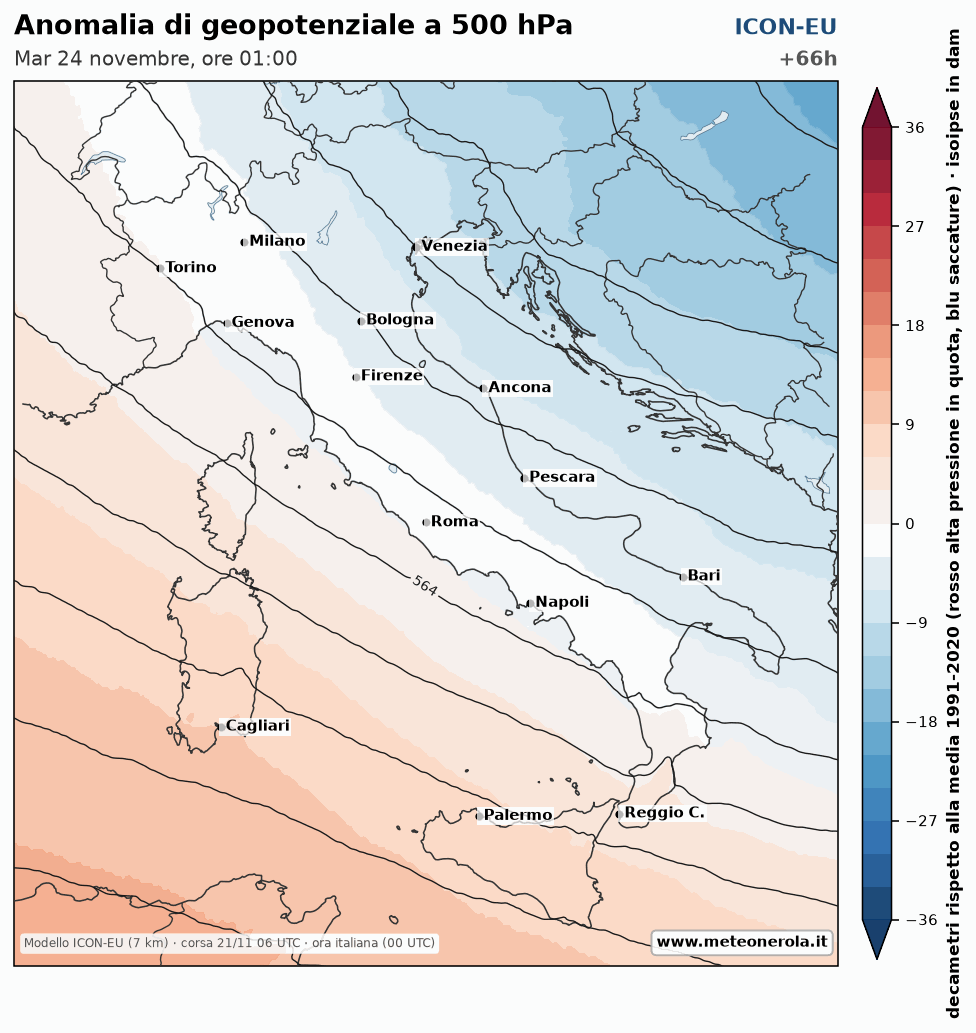 Anomalia di geopotenziale a 500 hPa
ICON-EU
Mar 24 novembre, ore 01:00
+66h
Milano
Venezia
Torino
Genova
Bologna
Firenze
Ancona
Pescara
Roma
564
Bari
Napoli
Cagliari
Palermo
Reggio C.
Modello ICON-EU (7 km) · corsa 21/11 06 UTC · ora italiana (00 UTC)
www.meteonerola.it
36
27
18
9
0
−9
−18
−27
−36
decametri rispetto alla media 1991-2020 (rosso alta pressione in quota, blu saccature) · isoipse in dam